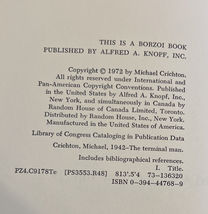 THIS IS A BORZOI BOOK
PUBLISHED BY ALFRED A. KNOPF, INC.
Copyright © 1972 by Michael Crichton.
All rights reserved under International and
Pan-American Copyright Conventions. Published in
the United States by Alfred A. Knopf, Inc.,
New York, and simultaneously in Canada by
Random House of Canada Limited, Toronto.
Distributed by Random House, Inc., New York.
Manufactured in the United States of America.
Library of Congress Cataloging in Publication Data
Crichton, Michael, 1942– The terminal man.
Includes bibliographical references.
I. Title.
PZ4.C9178Te [PS3553.R48] 813'.5'4 73–136320
ISBN 0–394–44768–9